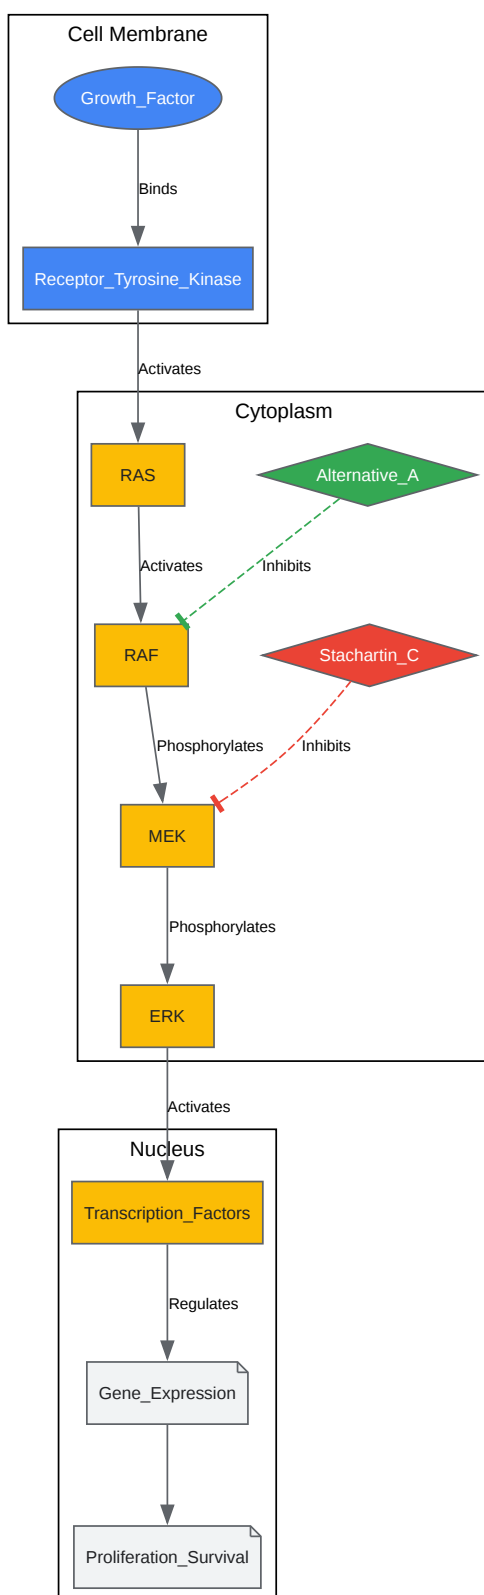 Cell Membrane
Growth_Factor
Binds
Receptor_Tyrosine_Kinase
Activates
Cytoplasm
RAS
Alternative_A
Activates
Inhibits
RAF
Stachartin_C
Phosphorylates
Inhibits
MEK
Phosphorylates
ERK
Activates
Nucleus
Transcription_Factors
Regulates
Gene_Expression
Proliferation_Survival